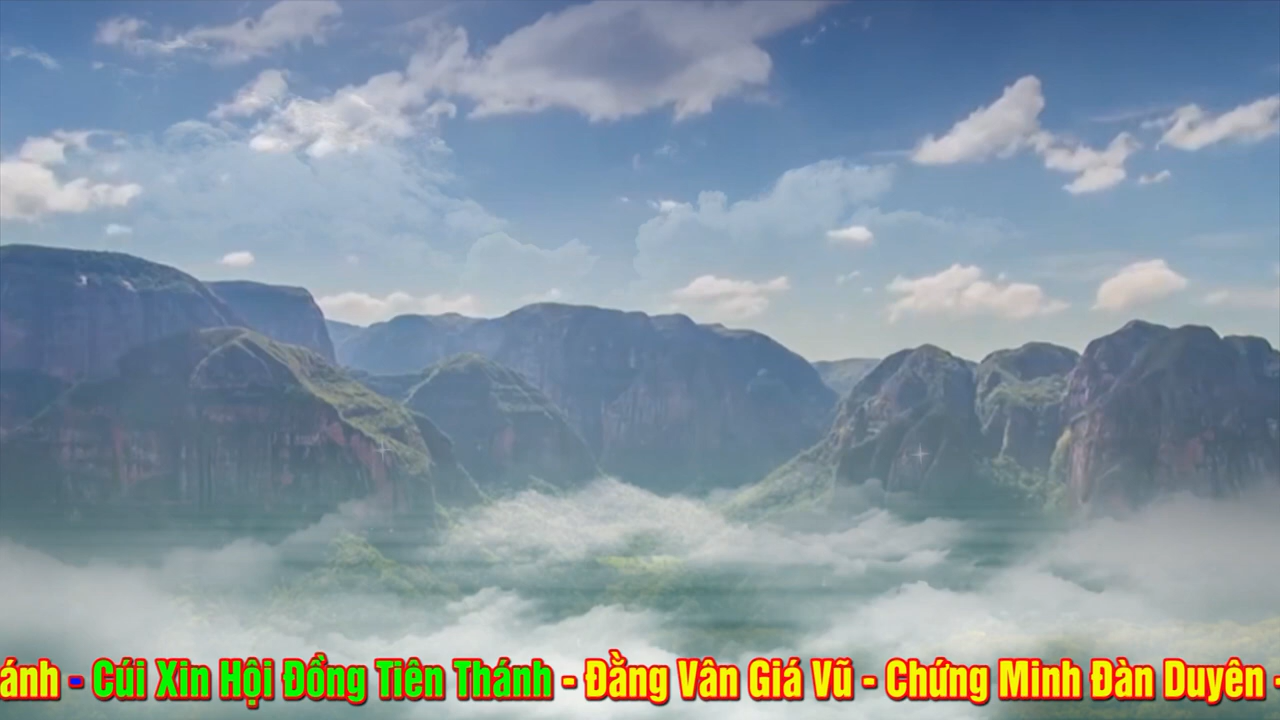 ánh - Cúi Xin Hội Đồng Tiên Thánh - Đằng Vân Giá Vũ - Chứng Minh Đàn Duyên -